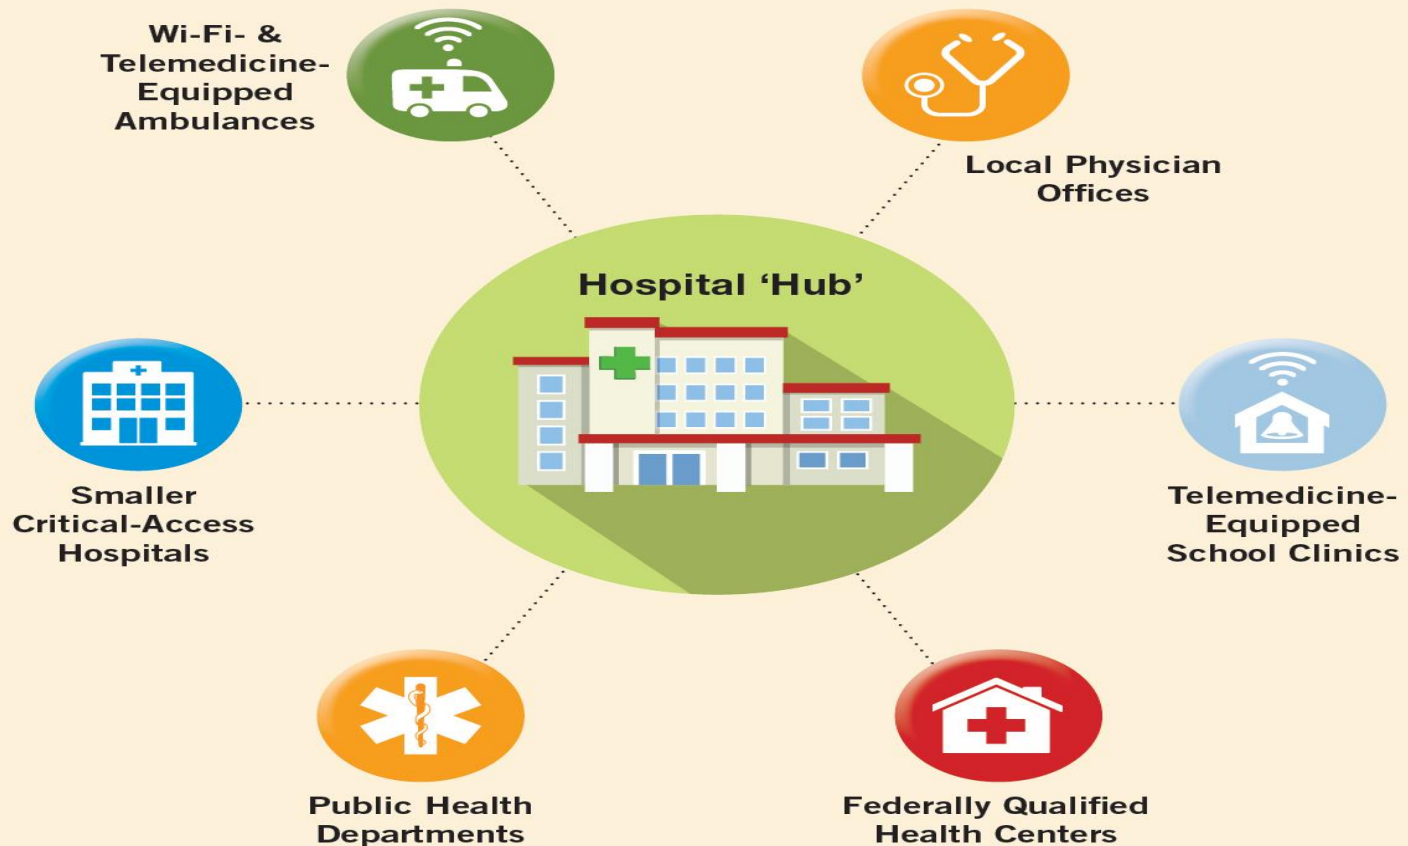 Wi-Fi- &
Telemedicine-
Equipped
Ambulances
Local Physician
Offices
Hospital ‘Hub’
Smaller
Critical-Access
Hospitals
Telemedicine-
Equipped
School Clinics
Public Health
Departments
Federally Qualified
Health Centers